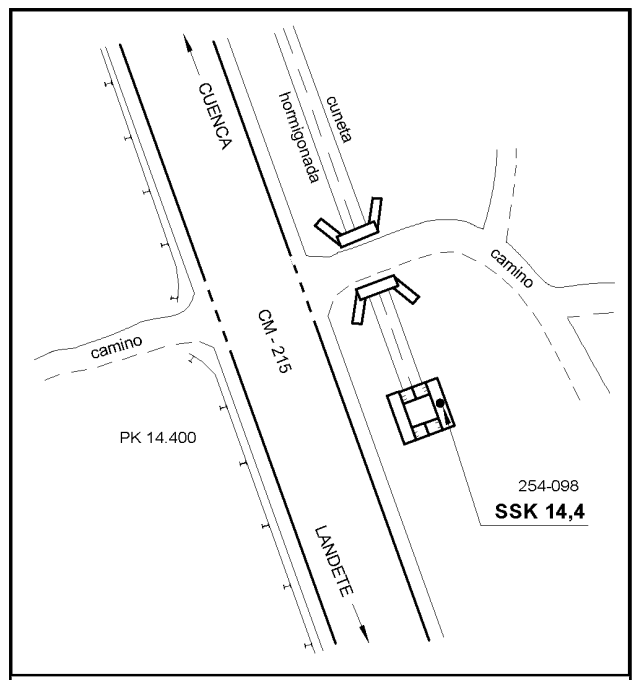 CUENCA
cuneta
hormigonada
camino
CM - 215
camino
PK 14.400
254-098
SSK 14,4
LANDETE